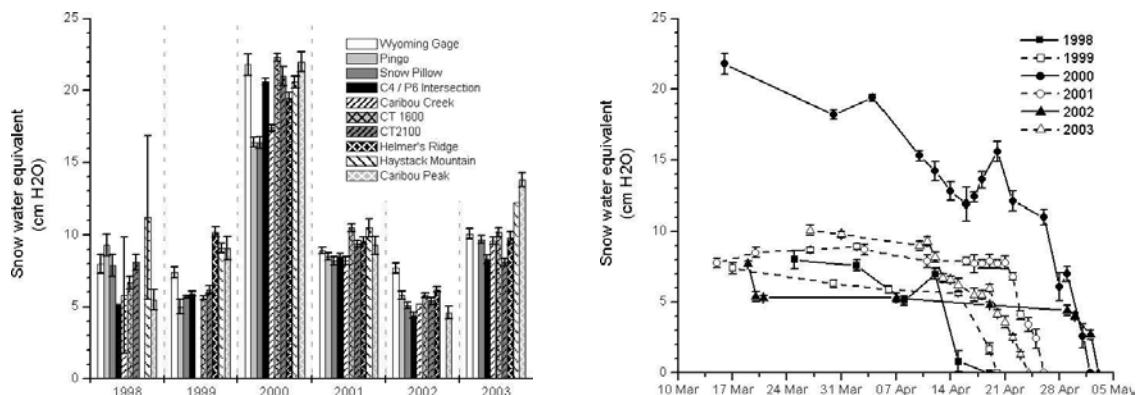 25
20
15
10
5
0
Snow water equivalent
(cm H2O)
Wyoming Gage
Pingo
Snow Pillow
C4 / P6 Intersection
Caribou Creek
CT 1600
CT2100
Helmer's Ridge
Haystack Mountain
Caribou Peak
1998 1999 2000 2001 2002 2003
25
20
15
10
5
0
Snow water equivalent
(cm H2O)
1998
1999
2000
2001
2002
2003
10 Mar 17 Mar 24 Mar 31 Mar 07 Apr 14 Apr 21 Apr 28 Apr 05 May